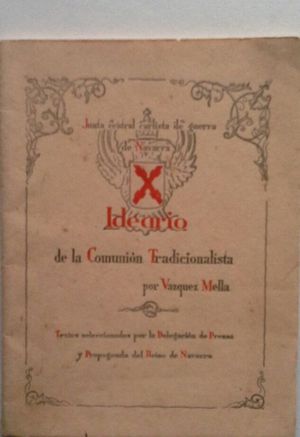 Junta central carlista de guerra
de Navarra
Ideario
de la Comunión Tradicionalista
por Vazquez Mella
Textos seleccionados por la Delegación de Prensa
y Propaganda del Reino de Navarra